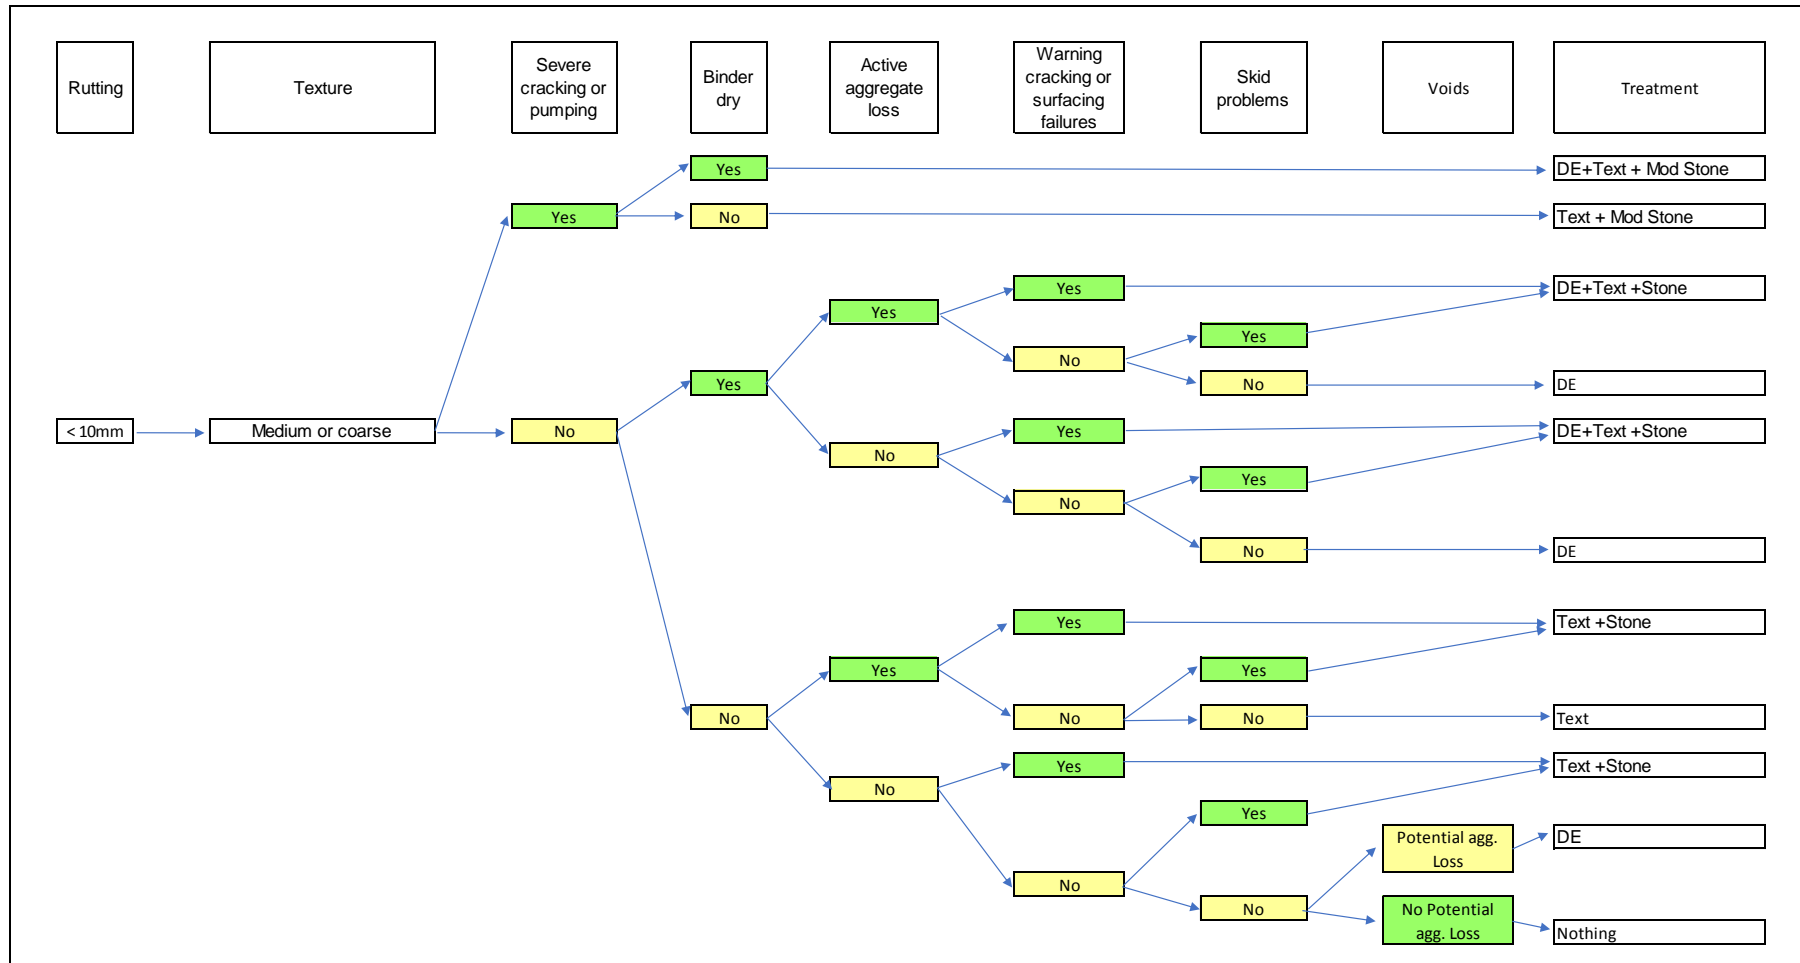 Rutting
Texture
Severe
cracking or
pumping
Binder
dry
Active
aggregate
loss
Warning
cracking or
surfacing
failures
Skid
problems
Voids
Treatment
Yes
DE+Text + Mod Stone
Yes
No
Text + Mod Stone
Yes
DE+Text +Stone
Yes
Yes
No
Yes
No
DE
< 10mm
Medium or coarse
No
Yes
DE+Text +Stone
No
Yes
No
No
DE
Yes
Text +Stone
Yes
Yes
No
No
No
Text
Yes
Text +Stone
No
Yes
Potential agg.
Loss
DE
No
No
No Potential
agg. Loss
Nothing